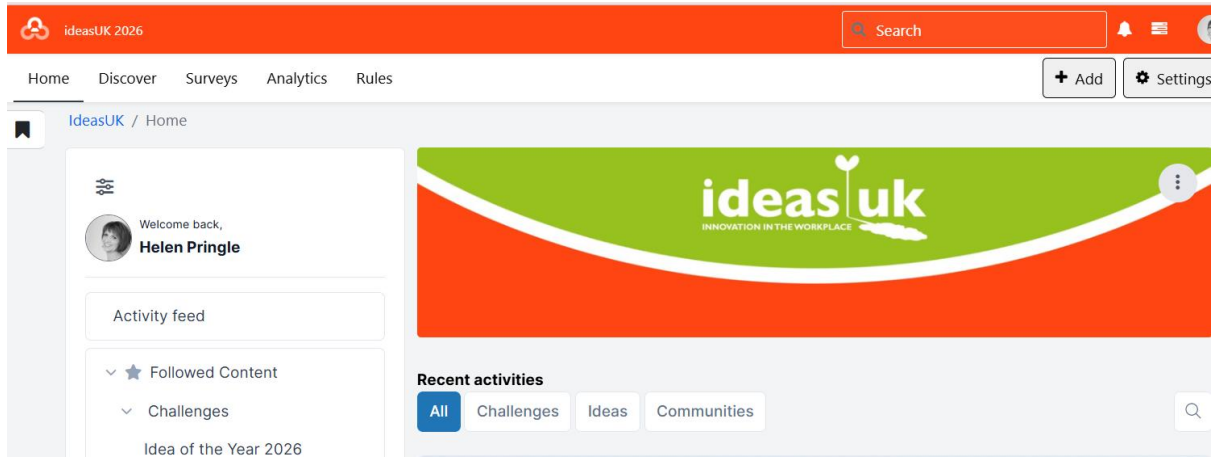 ideasUK 2026
Search
Home Discover Surveys Analytics Rules
Add Settings
IdeasUK / Home
Welcome back,
Helen Pringle
Activity feed
Followed Content
Challenges
Idea of the Year 2026
ideas uk
INNOVATION IN THE WORKPLACE
Recent activities
All Challenges Ideas Communities